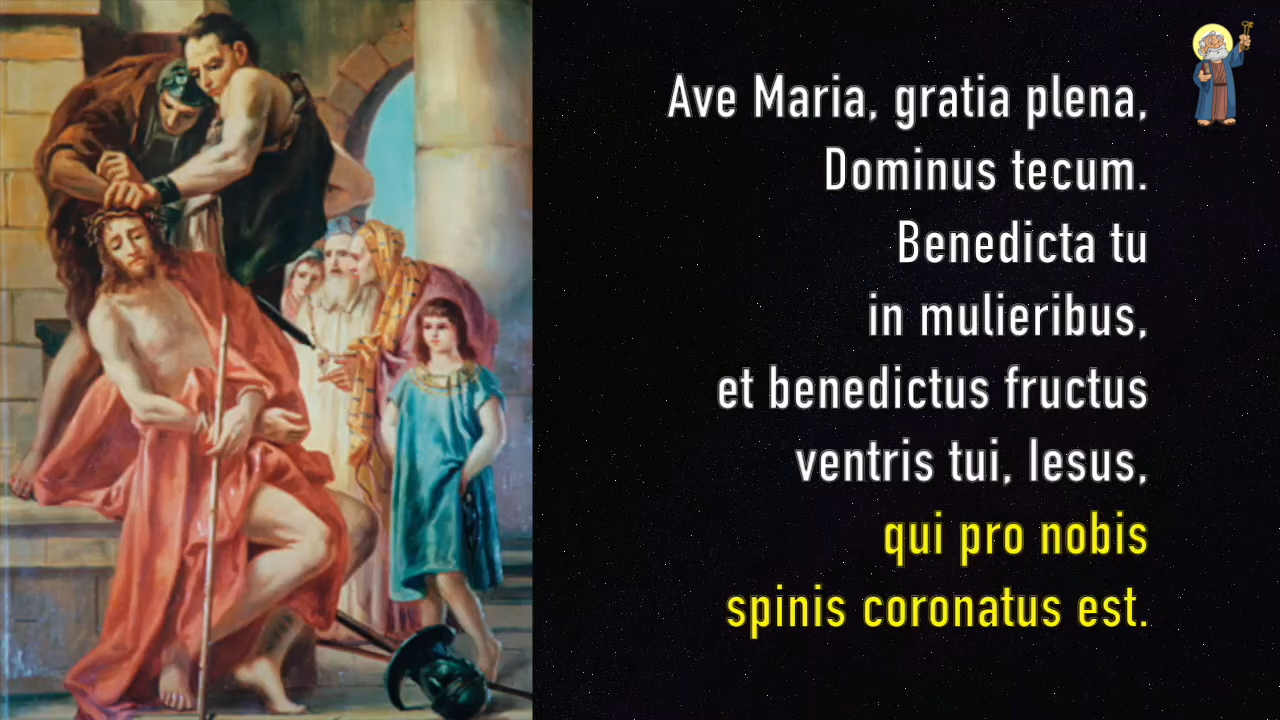 Ave Maria, gratia plena,
Dominus tecum.
Benedicta tu
in mulieribus,
et benedictus fructus
ventris tui, Iesus,
qui pro nobis
spinis coronatus est.